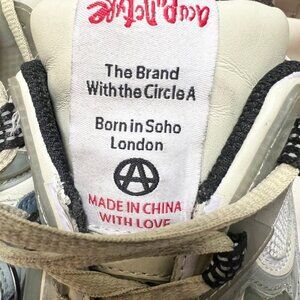 The Brand
With the Circle A
Born in Soho
London
A
MADE IN CHINA
WITH LOVE